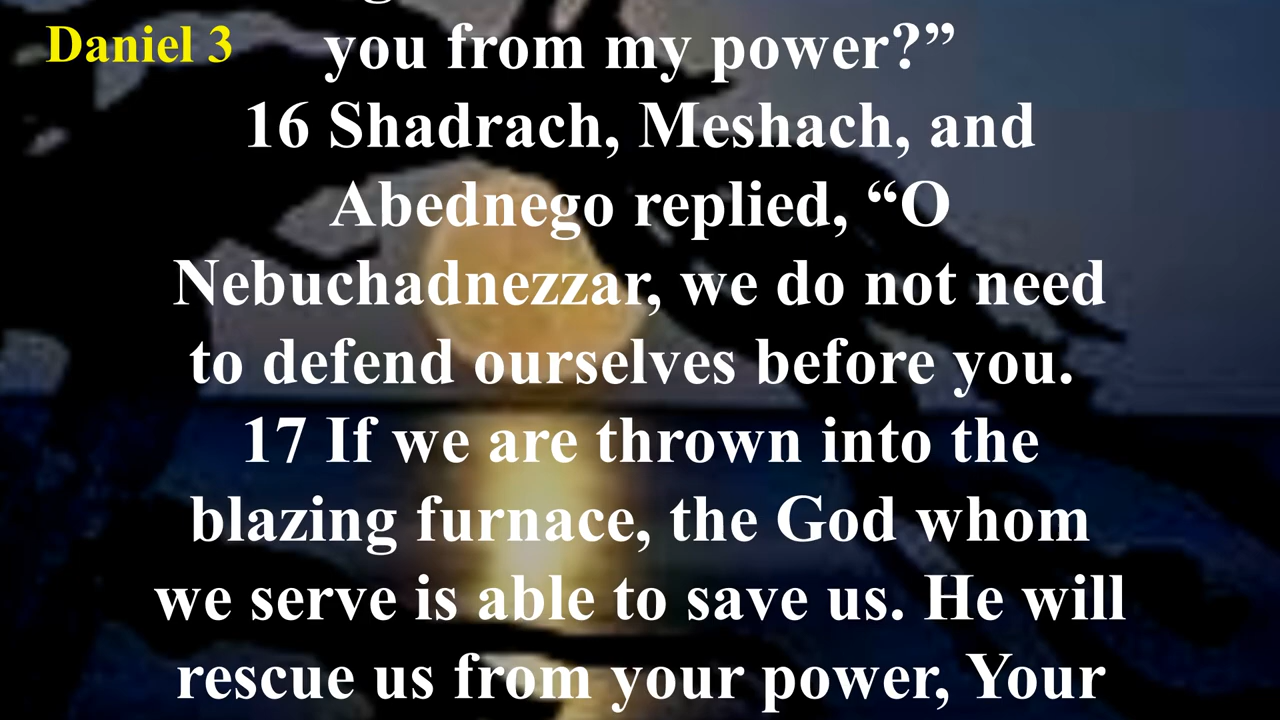 Daniel 3
you from my power?”
16 Shadrach, Meshach, and
Abednego replied, “O
Nebuchadnezzar, we do not need
to defend ourselves before you.
17 If we are thrown into the
blazing furnace, the God whom
we serve is able to save us. He will
rescue us from your power, Your